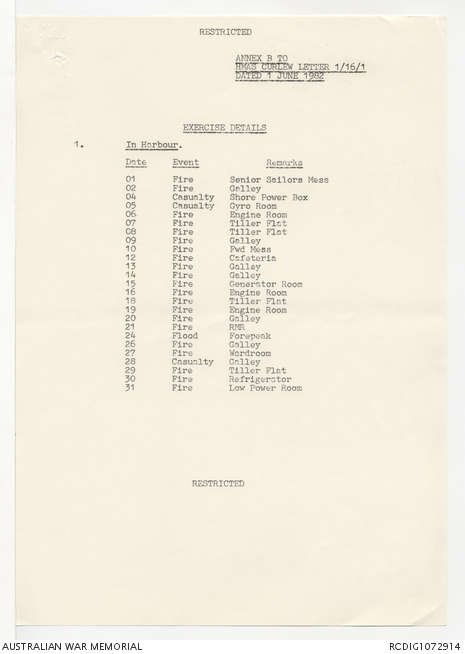 RESTRICTED
ANNEX B TO
HMAS CURLEW LETTER 1/16/1
DATED 1 JUNE 1982
EXERCISE DETAILS
1. In Harbour.
Date Event Remarks
01 Fire Senior Sailors Mess
02 Fire Galley
04 Casualty Shore Power Box
05 Casualty Gyro Room
06 Fire Engine Room
07 Fire Tiller Flat
08 Fire Tiller Flat
09 Fire Galley
10 Fire Fwd Mess
12 Fire Cafeteria
13 Fire Galley
14 Fire Galley
15 Fire Generator Room
16 Fire Engine Room
18 Fire Tiller Flat
19 Fire Engine Room
20 Fire Galley
21 Fire RMR
24 Flood Forepeak
26 Fire Galley
27 Fire Wardroom
28 Casualty Galley
29 Fire Tiller Flat
30 Fire Refrigerator
31 Fire Low Power Room
RESTRICTED
AUSTRALIAN WAR MEMORIAL RCDIG1072914